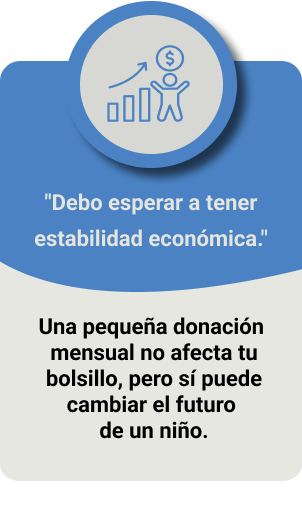 "Debo esperar a tener
estabilidad económica."
Una pequeña donación
mensual no afecta tu
bolsillo, pero sí puede
cambiar el futuro
de un niño.